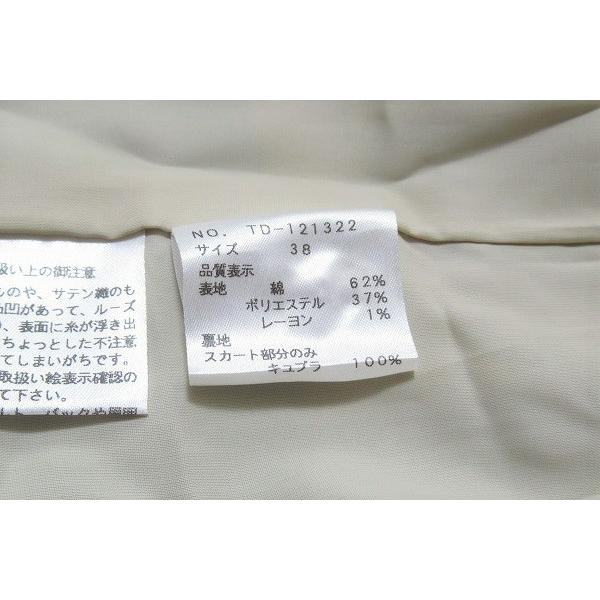 扱い上の御注意
ものや、サテン織のも
凸凹があって、ルーズ
、表面に糸が浮き出
ちょっとした不注意
てしまいがちです。
取扱い絵表示確認の
て下さい。
NO. TD-121322
サイズ 38
品質表示
表地 綿 62%
ポリエステル 37%
レーヨン 1%
裏地
スカート部分のみ
キュプラ 100%